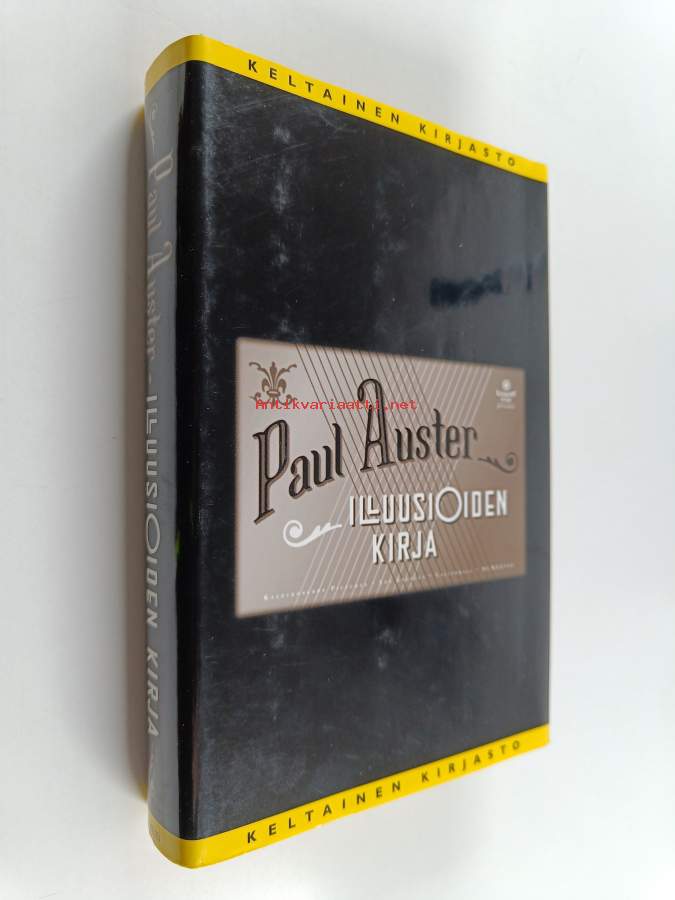 KELTAINEN KIRJASTO
Paul Auster
ILLUUSIOIDEN
KIRJA
KELTAINEN KIRJASTO
Paul Auster - ILLUUSIOIDEN KIRJA
Antikvariaatti.net